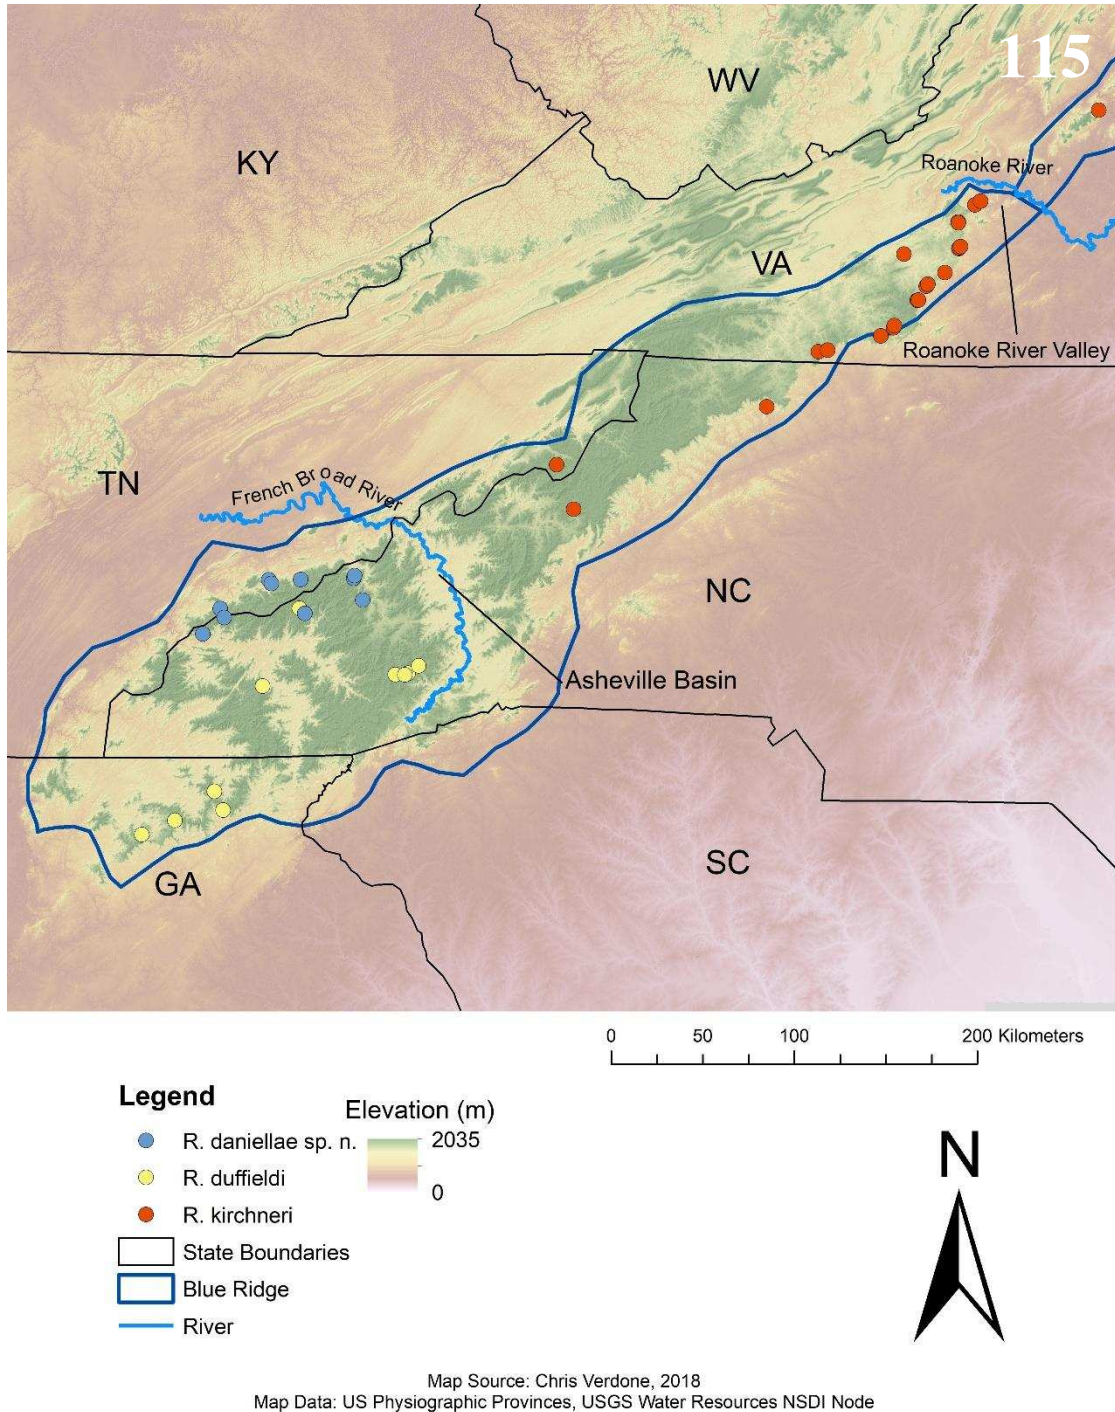 115
WV
KY
Roanoke River
VA
Roanoke River Valley
TN
French Broad River
NC
Asheville Basin
SC
GA
0 50 100 200 Kilometers
Legend
R. daniellae sp. n.
R. duffieldi
R. kirchneri
State Boundaries
Blue Ridge
River
Elevation (m)
2035
0
N
Map Source: Chris Verdone, 2018
Map Data: US Physiographic Provinces, USGS Water Resources NSDI Node